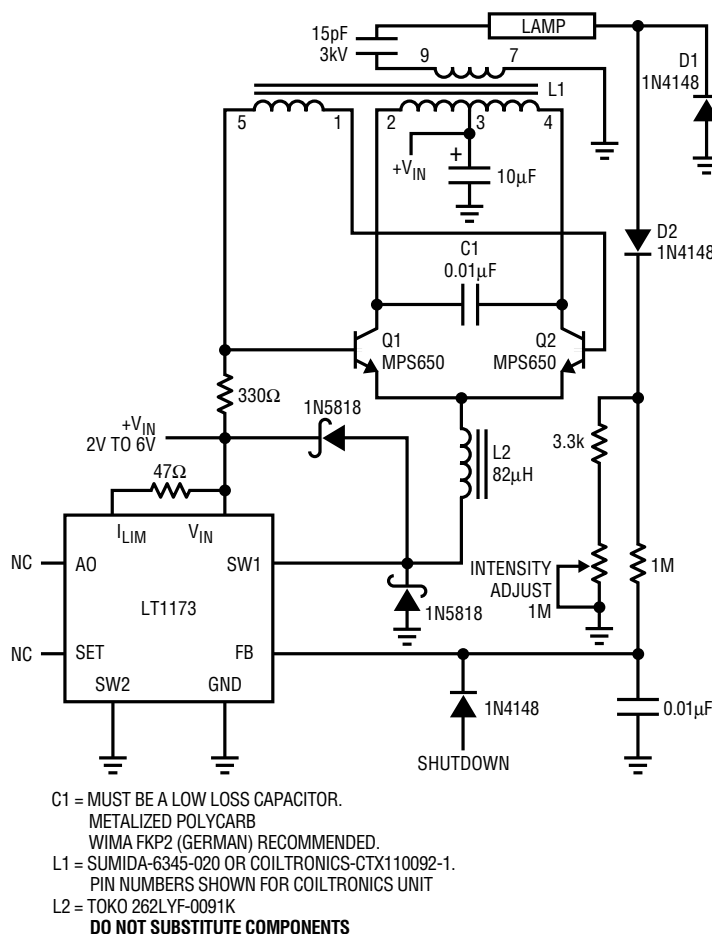 15pF
3kV
LAMP
D1
1N4148
9
7
L1
5
1
2
3
4
+VIN
+
10µF
D2
1N4148
C1
0.01µF
Q1
MPS650
Q2
MPS650
330Ω
+VIN
2V TO 6V
1N5818
L2
82µH
3.3k
47Ω
ILIM
VIN
NC
AO
SW1
INTENSITY
ADJUST
1M
1M
LT1173
1N5818
NC
SET
FB
SW2
GND
1N4148
0.01µF
SHUTDOWN
C1 = MUST BE A LOW LOSS CAPACITOR.
METALIZED POLYCARB
WIMA FKP2 (GERMAN) RECOMMENDED.
L1 = SUMIDA-6345-020 OR COILTRONICS-CTX110092-1.
PIN NUMBERS SHOWN FOR COILTRONICS UNIT
L2 = TOKO 262LYF-0091K
DO NOT SUBSTITUTE COMPONENTS